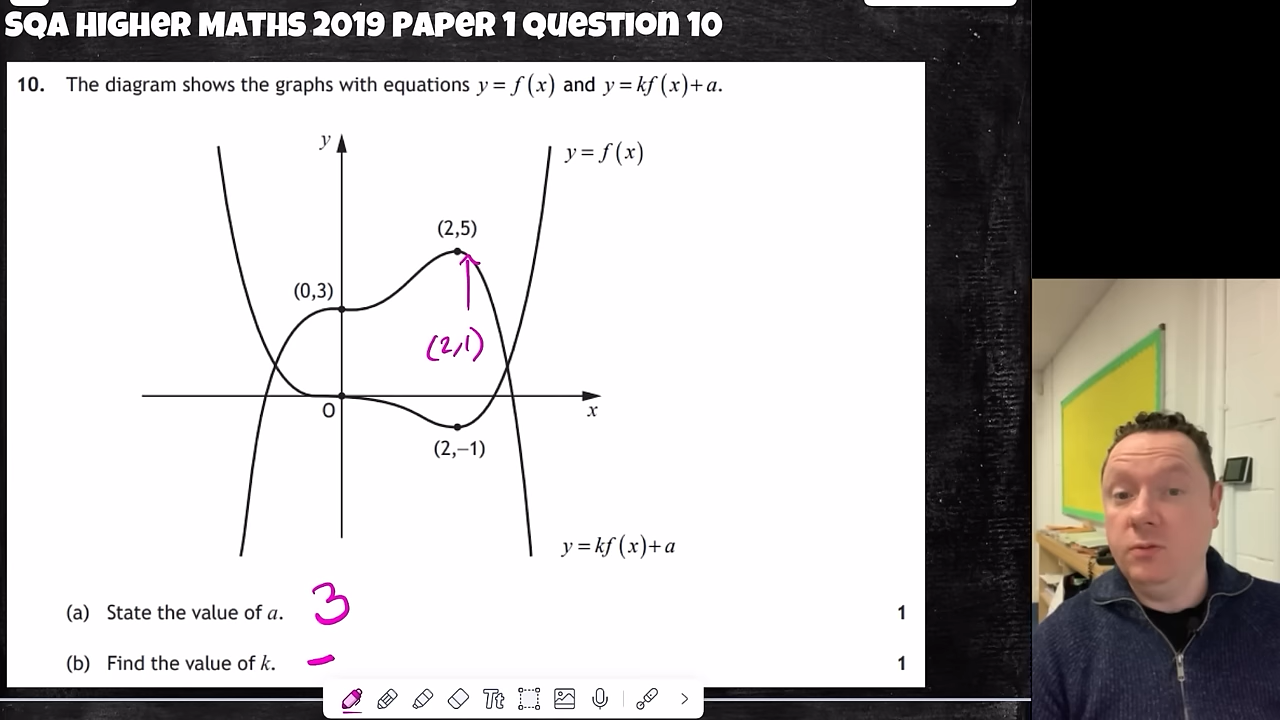 SQA HIGHER MATHS 2019 PAPER 1 QUESTION 10
10. The diagram shows the graphs with equations y = f(x) and y = kf(x)+a.
y
y = f(x)
(2,5)
(0,3)
(2,1)
O
x
(2,−1)
y = kf(x)+a
(a) State the value of a. 3 1
(b) Find the value of k. − 1
Tt